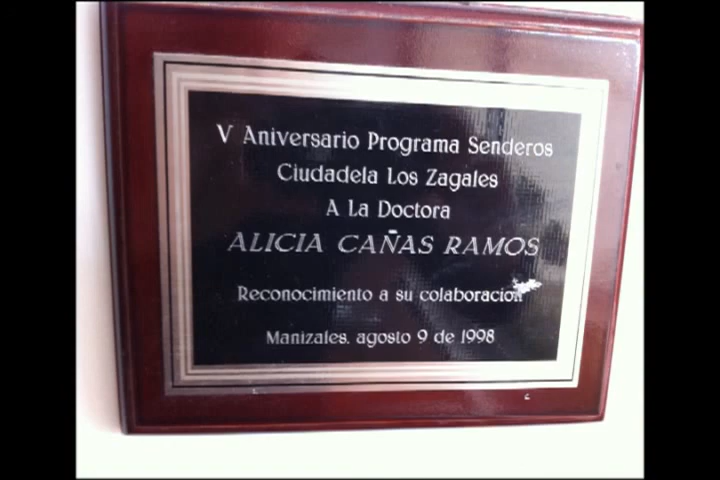 V Aniversario Programa Senderos
Ciudadela Los Zagales
A La Doctora
ALICIA CAÑAS RAMOS
Reconocimiento a su colaboración
Manizales, agosto 9 de 1998